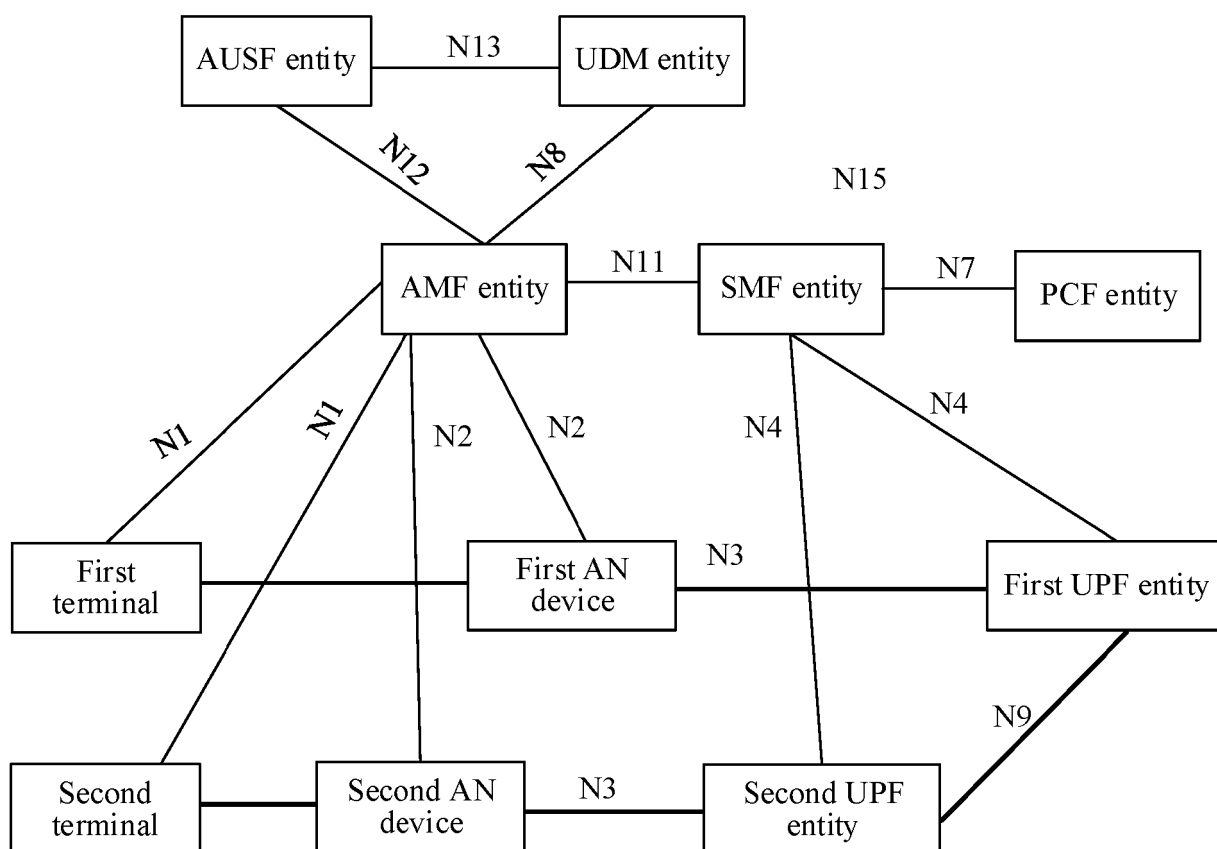 AUSF entity
N13
UDM entity
N12
N8
N15
AMF entity
N11
SMF entity
N7
PCF entity
N1
N1
N2
N2
N4
N4
First
terminal
First AN
device
N3
First UPF entity
N9
Second
terminal
Second AN
device
N3
Second UPF
entity